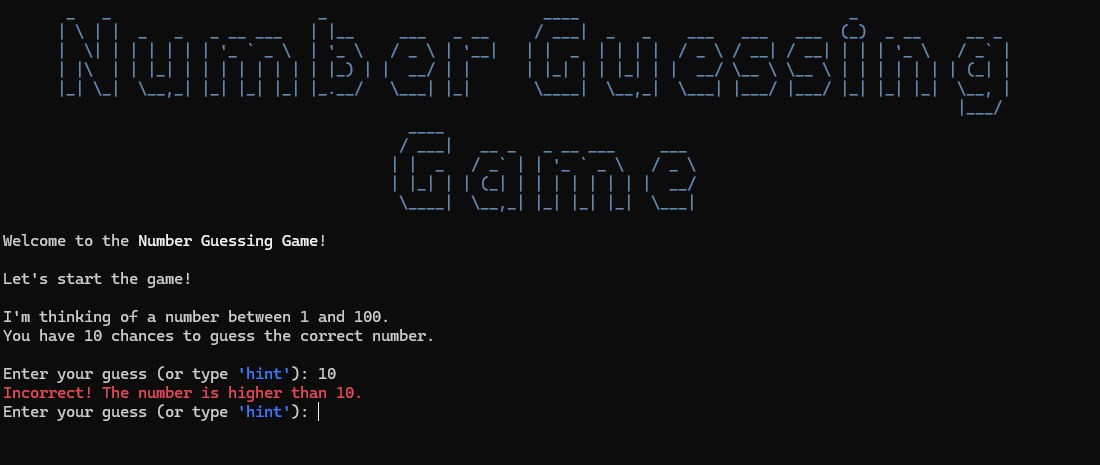 Number Guessing
Game
Welcome to the Number Guessing Game!
Let's start the game!
I'm thinking of a number between 1 and 100.
You have 10 chances to guess the correct number.
Enter your guess (or type 'hint'): 10
Incorrect! The number is higher than 10.
Enter your guess (or type 'hint'):